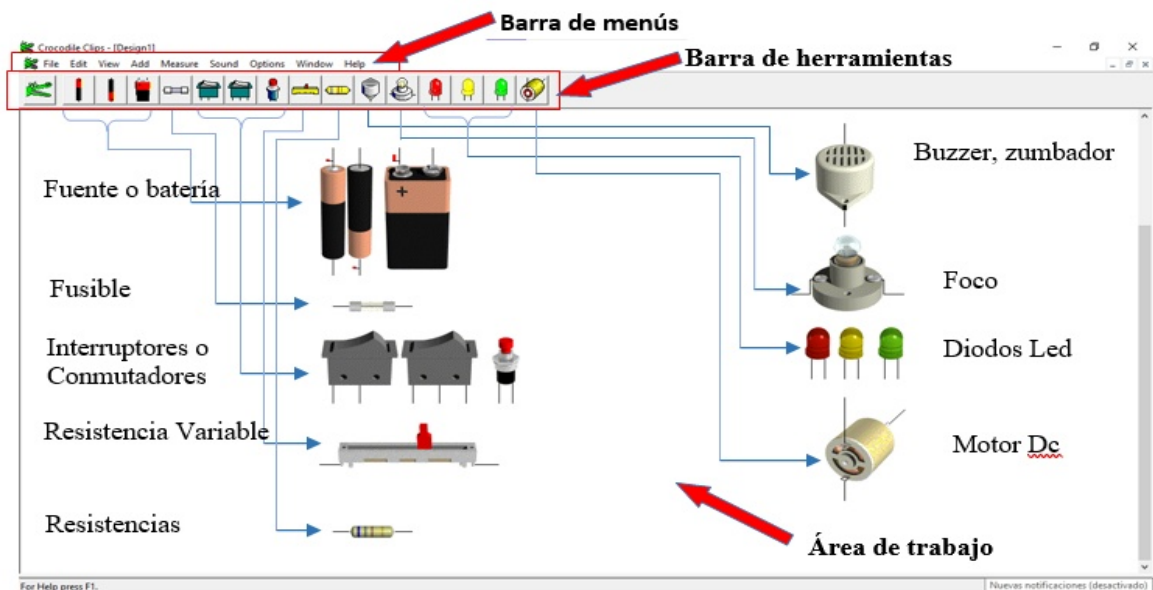 Barra de menús
Crocodile Clips - [Design1]
File Edit View Add Measure Sound Options Window Help
Barra de herramientas
Fuente o batería
Buzzer, zumbador
Fusible
Foco
Interruptores o
Conmutadores
Diodos Led
Resistencia Variable
Motor Dc
Resistencias
Área de trabajo
For Help press F1.
Nuevas notificaciones (desactivado)